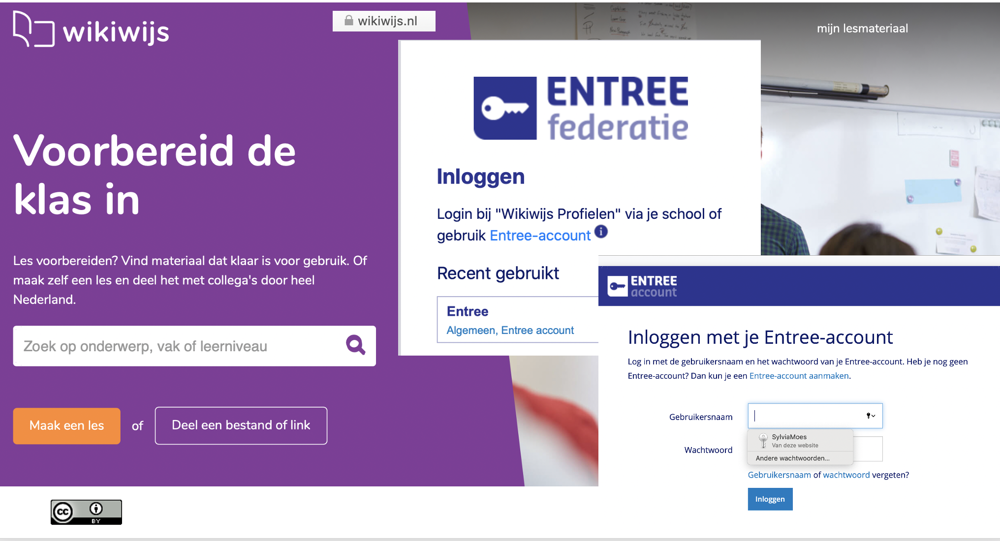 wikiwijs
wikiwijs.nl
mijn lesmateriaal
Voorbereid de
klas in
Les voorbereiden? Vind materiaal dat klaar is voor gebruik. Of
maak zelf een les en deel het met collega's door heel
Nederland.
Zoek op onderwerp, vak of leerniveau
Maak een les
of
Deel een bestand of link
ENTREE
federatie
Inloggen
Login bij "Wikiwijs Profielen" via je school of
gebruik Entree-account i
Recent gebruikt
Entree
Algemeen, Entree account
ENTREE
account
Inloggen met je Entree-account
Log in met de gebruikersnaam en het wachtwoord van je Entree-account. Heb je nog geen
Entree-account? Dan kun je een Entree-account aanmaken.
Gebruikersnaam
SylviaMoes
Van deze website
Wachtwoord
Andere wachtwoorden...
Gebruikersnaam of wachtwoord vergeten?
Inloggen
cc
BY